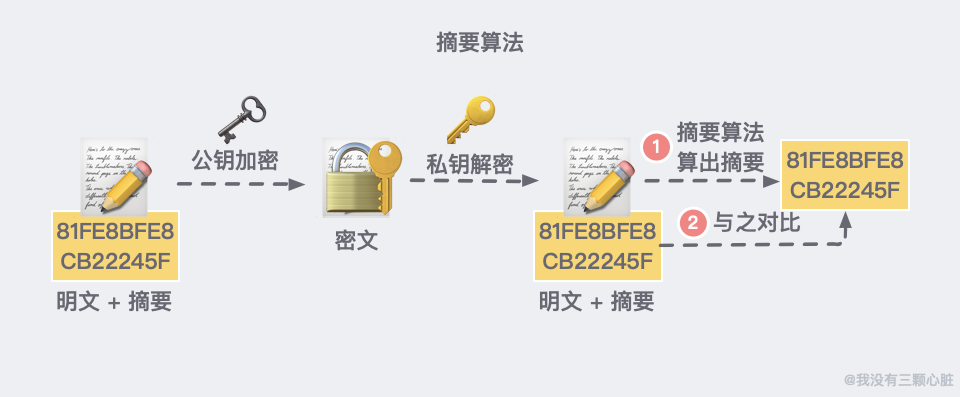 摘要算法
公钥加密
私钥解密
1
摘要算法
算出摘要
81FE8BFE8
CB22245F
81FE8BFE8
CB22245F
明文 + 摘要
密文
81FE8BFE8
CB22245F
明文 + 摘要
2
与之对比
@我没有三颗心脏